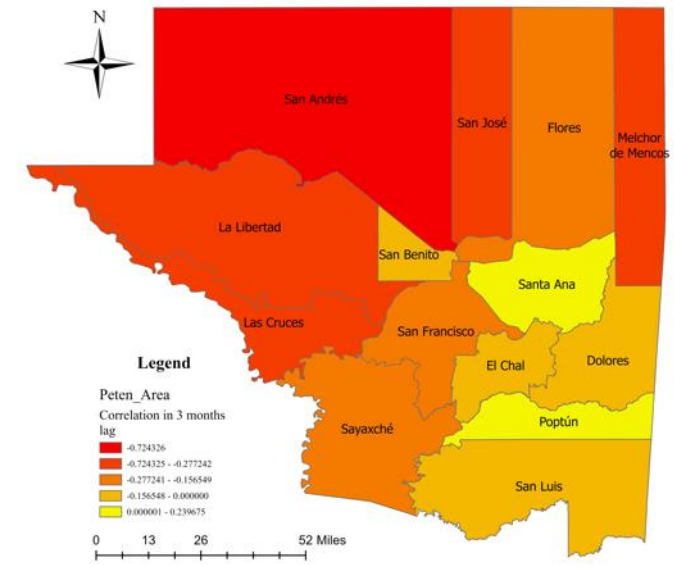 N
San Andrés
San José
Flores
Melchor
de Mencos
La Libertad
San Benito
Santa Ana
Las Cruces
San Francisco
El Chal
Dolores
Sayaxché
Poptún
San Luis
Legend
Peten_Area
Correlation in 3 months
lag
-0.724326
-0.724325 - -0.277242
-0.277241 - -0.156549
-0.156548 - 0.000000
0.000001 - 0.239675
0 13 26 52 Miles